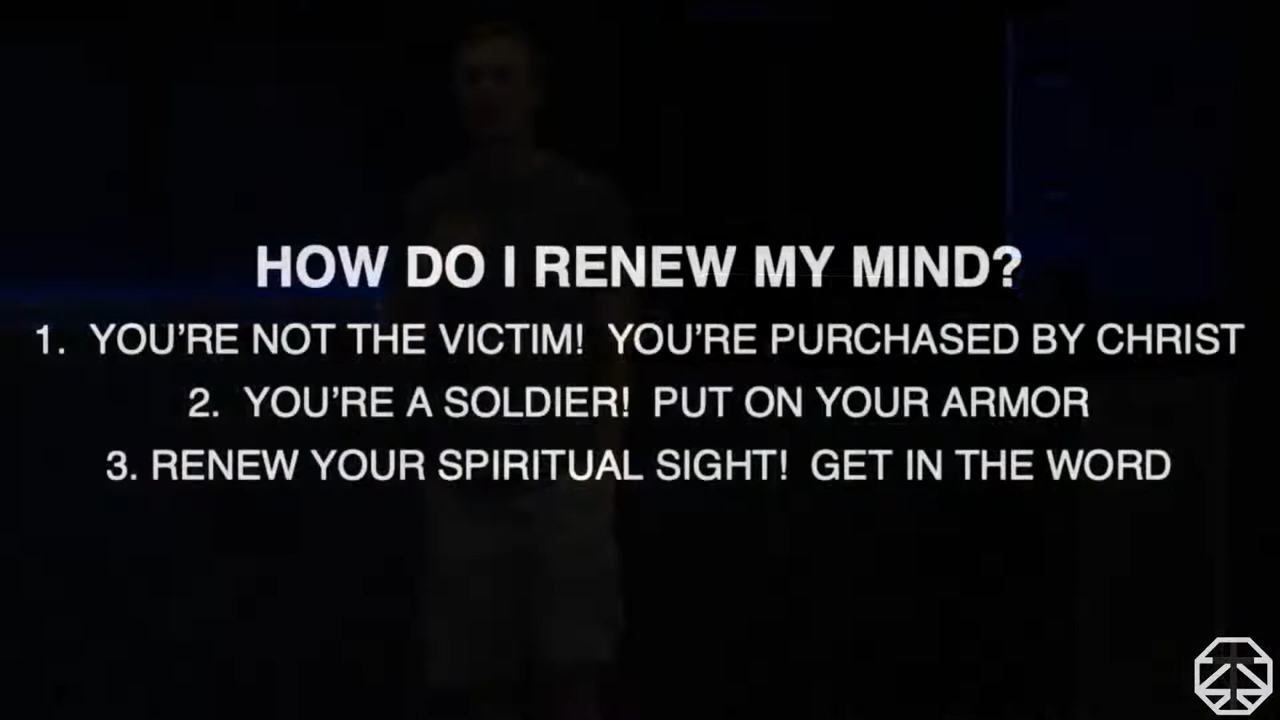 HOW DO I RENEW MY MIND?
1. YOU'RE NOT THE VICTIM! YOU'RE PURCHASED BY CHRIST
2. YOU'RE A SOLDIER! PUT ON YOUR ARMOR
3. RENEW YOUR SPIRITUAL SIGHT! GET IN THE WORD